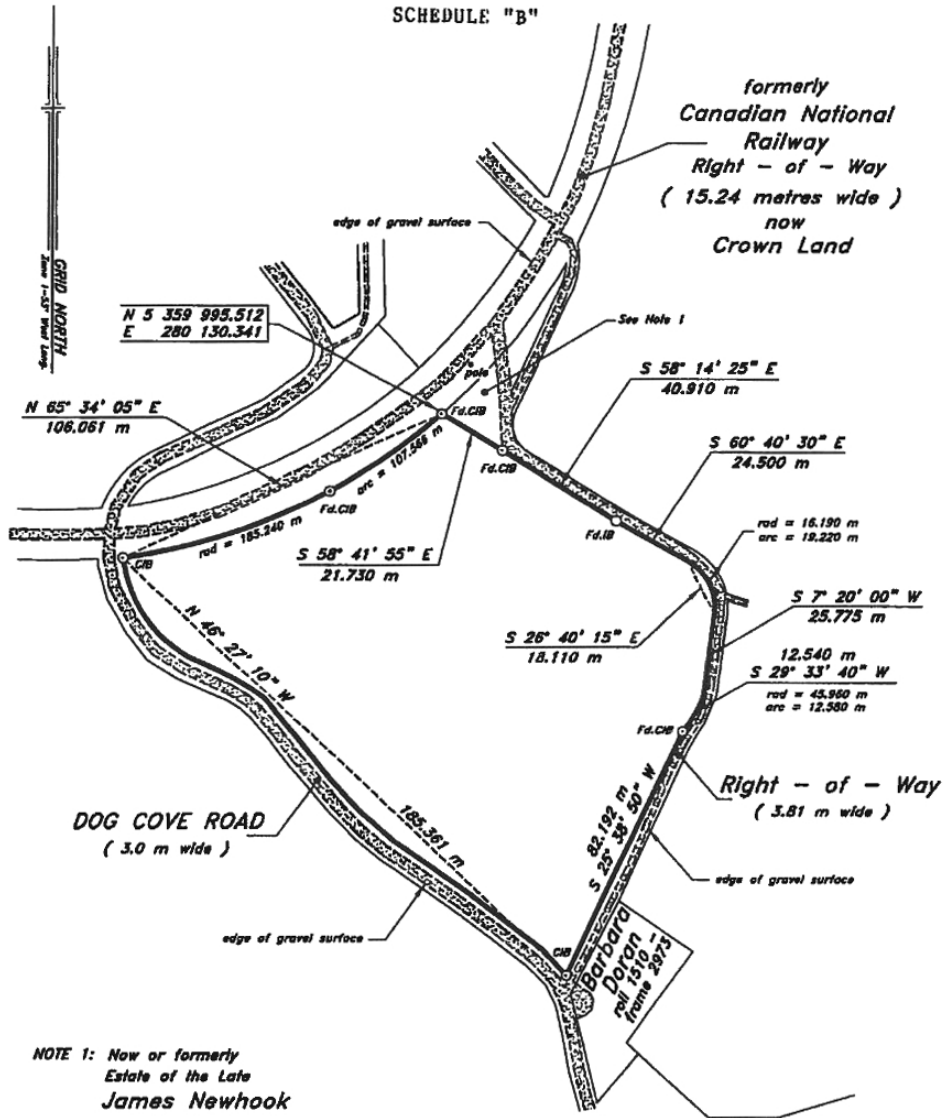 SCHEDULE "B"
formerly
Canadian National
Railway
Right - of - Way
( 15.24 metres wide )
now
Crown Land
edge of gravel surface
GRID NORTH
Zone 1-53° West Long.
N 5 359 995.512
E 280 130.341
See Note 1
pole
S 58° 14' 25" E
40.910 m
N 65° 34' 05" E
106.061 m
Fd.CIB
S 60° 40' 30" E
24.500 m
arc = 107.566 m
Fd.CIB
Fd.CIB
rad = 185.240 m
Fd.IB
rad = 16.190 m
arc = 19.220 m
CIB
S 58° 41' 55" E
21.730 m
S 7° 20' 00" W
25.775 m
N 46° 27' 10" W
185.361 m
S 26° 40' 15" E
18.110 m
12.540 m
S 29° 33' 40" W
rad = 45.960 m
arc = 12.580 m
Fd.CIB
Right - of - Way
( 3.81 m wide )
DOG COVE ROAD
( 3.0 m wide )
82.192 m
S 25° 38' 50" W
edge of gravel surface
edge of gravel surface
CIB
Barbara
Doran
roll 1510 -
frame 2973
NOTE 1: Now or formerly
Estate of the Late
James Newhook